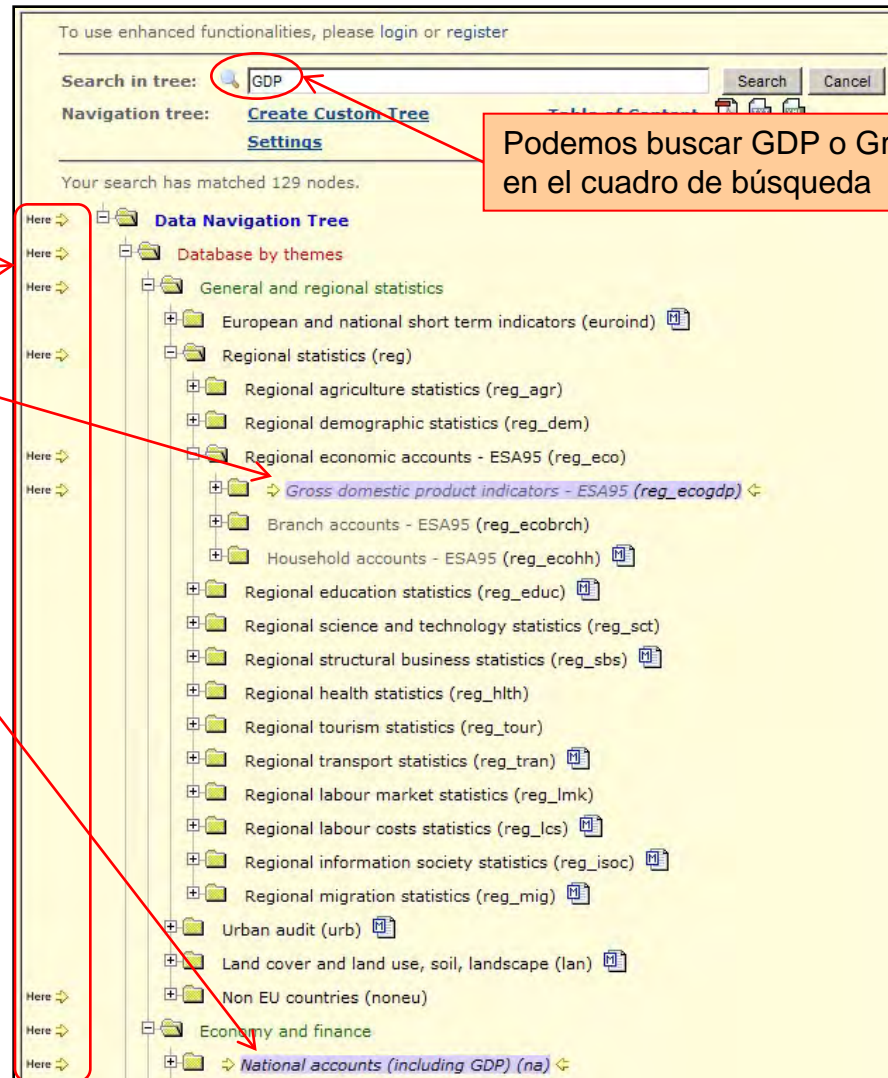 To use enhanced functionalities, please login or register
Search in tree: GDP Search Cancel
Navigation tree: Create Custom Tree
Settings
Podemos buscar GDP o
en el cuadro de búsqueda
Your search has matched 129 nodes.
Here Data Navigation Tree
Here Database by themes
Here General and regional statistics
European and national short term indicators (euroind)
Here Regional statistics (reg)
Regional agriculture statistics (reg_agr)
Regional demographic statistics (reg_dem)
Here Regional economic accounts - ESA95 (reg_eco)
Here Gross domestic product indicators - ESA95 (reg_ecogdp)
Branch accounts - ESA95 (reg_ecobrch)
Household accounts - ESA95 (reg_ecohh)
Regional education statistics (reg_educ)
Regional science and technology statistics (reg_sct)
Regional structural business statistics (reg_sbs)
Regional health statistics (reg_hlth)
Regional tourism statistics (reg_tour)
Regional transport statistics (reg_tran)
Regional labour market statistics (reg_lmk)
Regional labour costs statistics (reg_lcs)
Regional information society statistics (reg_isoc)
Regional migration statistics (reg_mig)
Urban audit (urb)
Land cover and land use, soil, landscape (lan)
Here Non EU countries (noneu)
Here Economy and finance
Here National accounts (including GDP) (na)